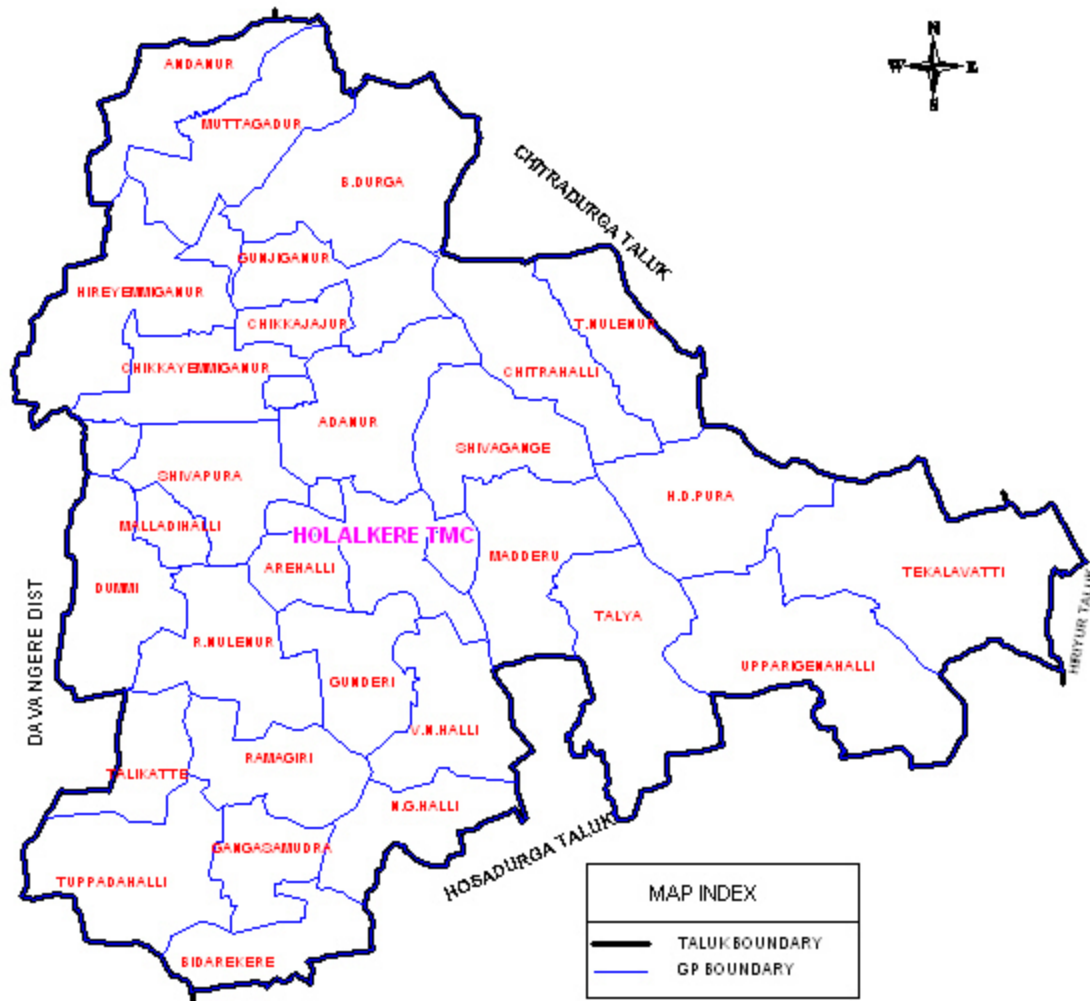 N
W E
S
ANDANUR
MUTTAGADUR
B.DURGA
CHITRADURGA TALUK
GUNJIGANUR
HIREYEMMIGANUR
CHIKKAJAJUR
T.NULENUR
CHIKKAYEMMIGANUR
CHITRAHALLI
ADANUR
SHIVAGANGE
SHIVAPURA
H.D.PURA
MALLADIHALLI
HOLALKERE TMC
MADDERU
AREHALLI
TEKALAVATTI
DUMMI
TALYA
HIRIYUR TALUK
DAVANGERE DIST
R.NULENUR
UPPARIGENAHALLI
GUNDERI
V.N.HALLI
RAMAGIRI
TALIKATTE
N.G.HALLI
GANGASAMUDRA
HOSADURGA TALUK
TUPPADAHALLI
BIDAREKERE
MAP INDEX
TALUK BOUNDARY
GP BOUNDARY